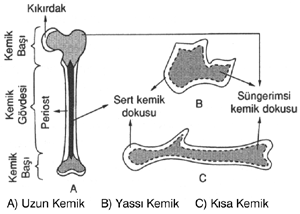 Kıkırdak
Kemik
Başı
Kemik
Gövdesi
Periost
Kemik
Başı
Sert kemik
dokusu
Süngerimsi
kemik dokusu
A
B
C
A) Uzun Kemik B) Yassı Kemik C) Kısa Kemik